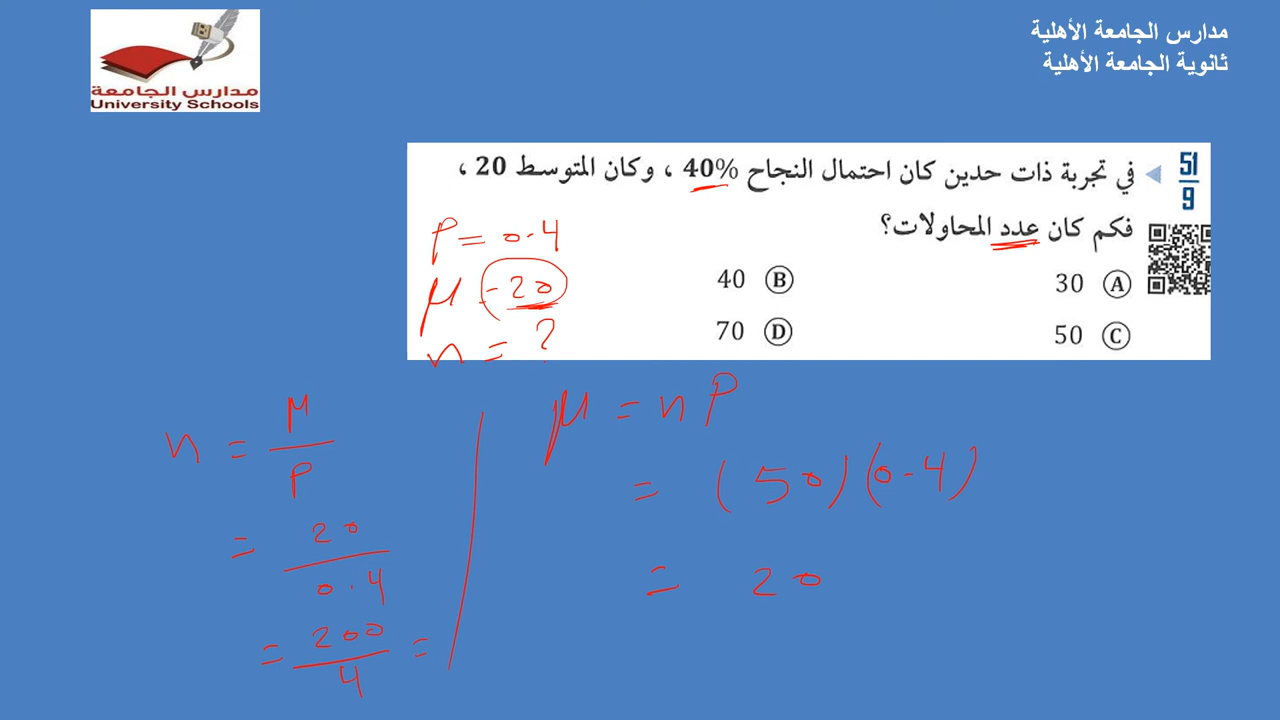 مدارس الجامعة الأهلية
ثانوية الجامعة الأهلية
مدارس الجامعة
University Schools
51/9
في تجربة ذات حدين كان احتمال النجاح 40% ، وكان المتوسط 20 ،
فكم كان عدد المحاولات؟
30 A
40 B
50 C
70 D
P = 0.4
μ = 20
n = ?
μ = n P
= (50)(0.4)
= 20
n = μ/P
= 20/0.4
= 200/4 =